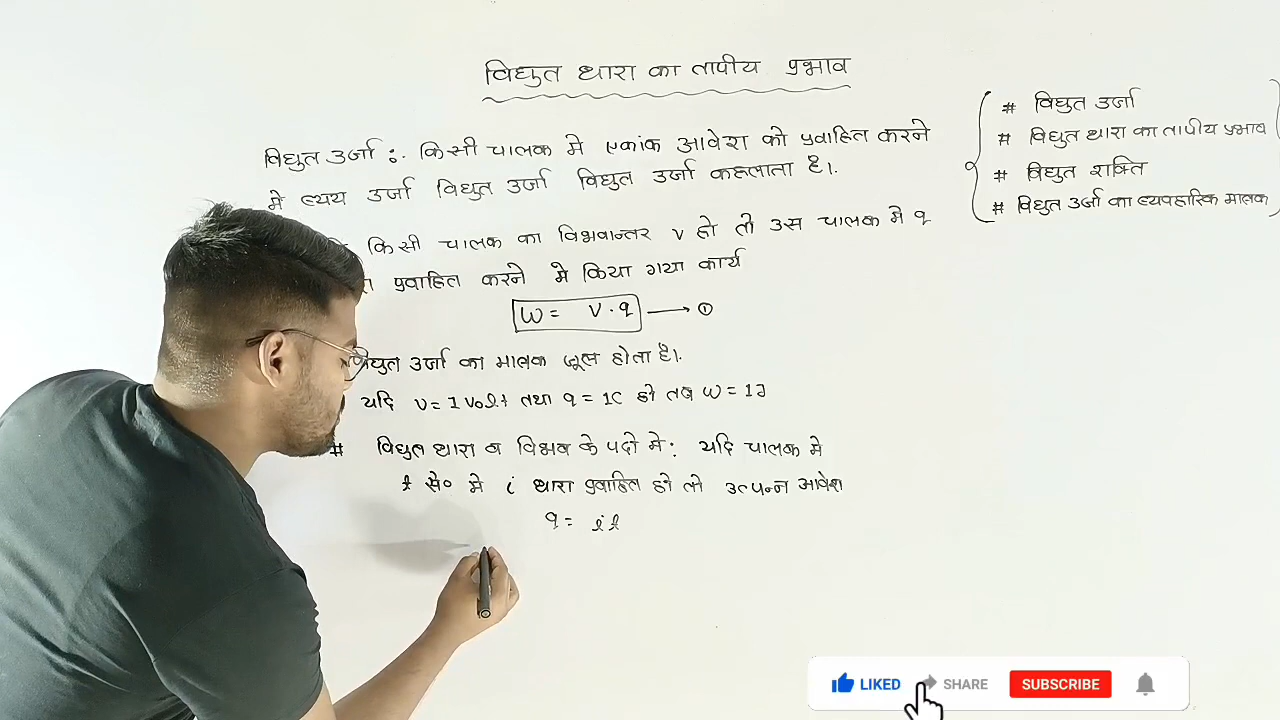 विद्युत धारा का तापीय प्रभाव
विद्युत उर्जा :. किसी चालक मे एकांक आवेश को प्रवाहित करने
मे व्यय उर्जा विद्युत उर्जा विद्युत उर्जा कहलाता है।.
किसी चालक का विभवान्तर v हो तो उस चालक मे q
प्रवाहित करने मे किया गया कार्य
W = V . q → ①
विद्युत उर्जा का मात्रक जूल होता है।.
यदि V = 1 Volt तथा q = 1C हो तब W = 1J
# विद्युत धारा व विभव के पदो मे : यदि चालक मे
t से० मे i धारा प्रवाहित हो तो उत्पन्न आवेश
q = it
# विद्युत उर्जा
# विद्युत धारा का तापीय प्रभाव
# विद्युत शक्ति
# विद्युत उर्जा का व्यवहारिक मात्रक
LIKED SHARE SUBSCRIBE